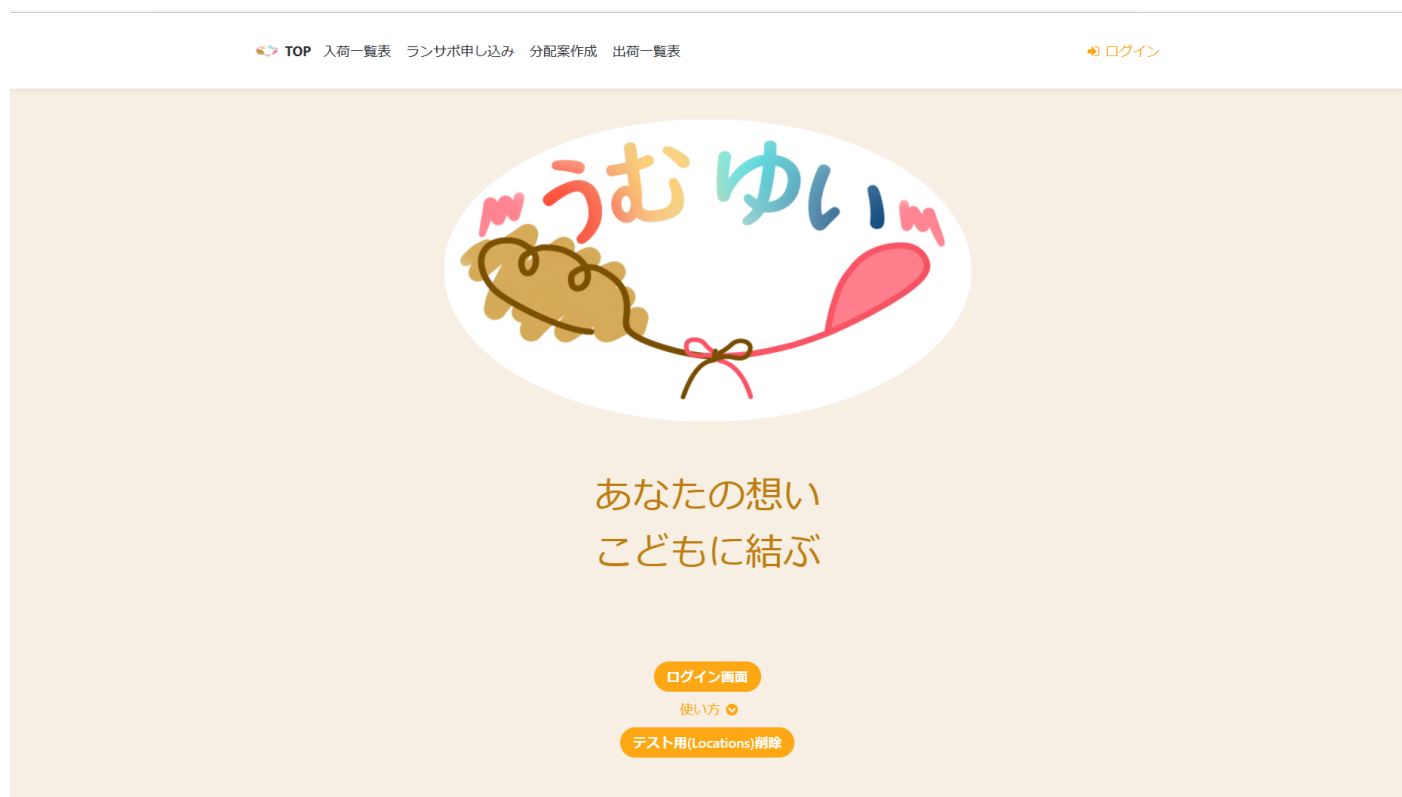 TOP 入荷一覧表 ランサポ申し込み 分配案作成 出荷一覧表 ログイン
うむゆい
あなたの想い
こどもに結ぶ
ログイン画面
使い方
テスト用(Locations)削除